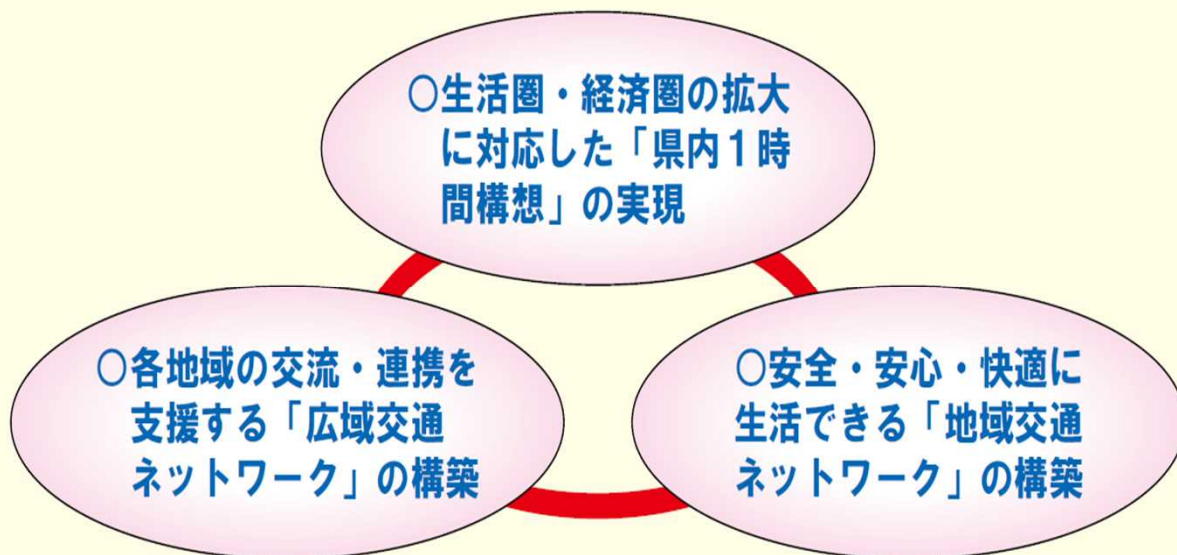 ○生活圏・経済圏の拡大
に対応した「県内１時
間構想」の実現
○各地域の交流・連携を
支援する「広域交通
ネットワーク」の構築
○安全・安心・快適に
生活できる「地域交通
ネットワーク」の構築